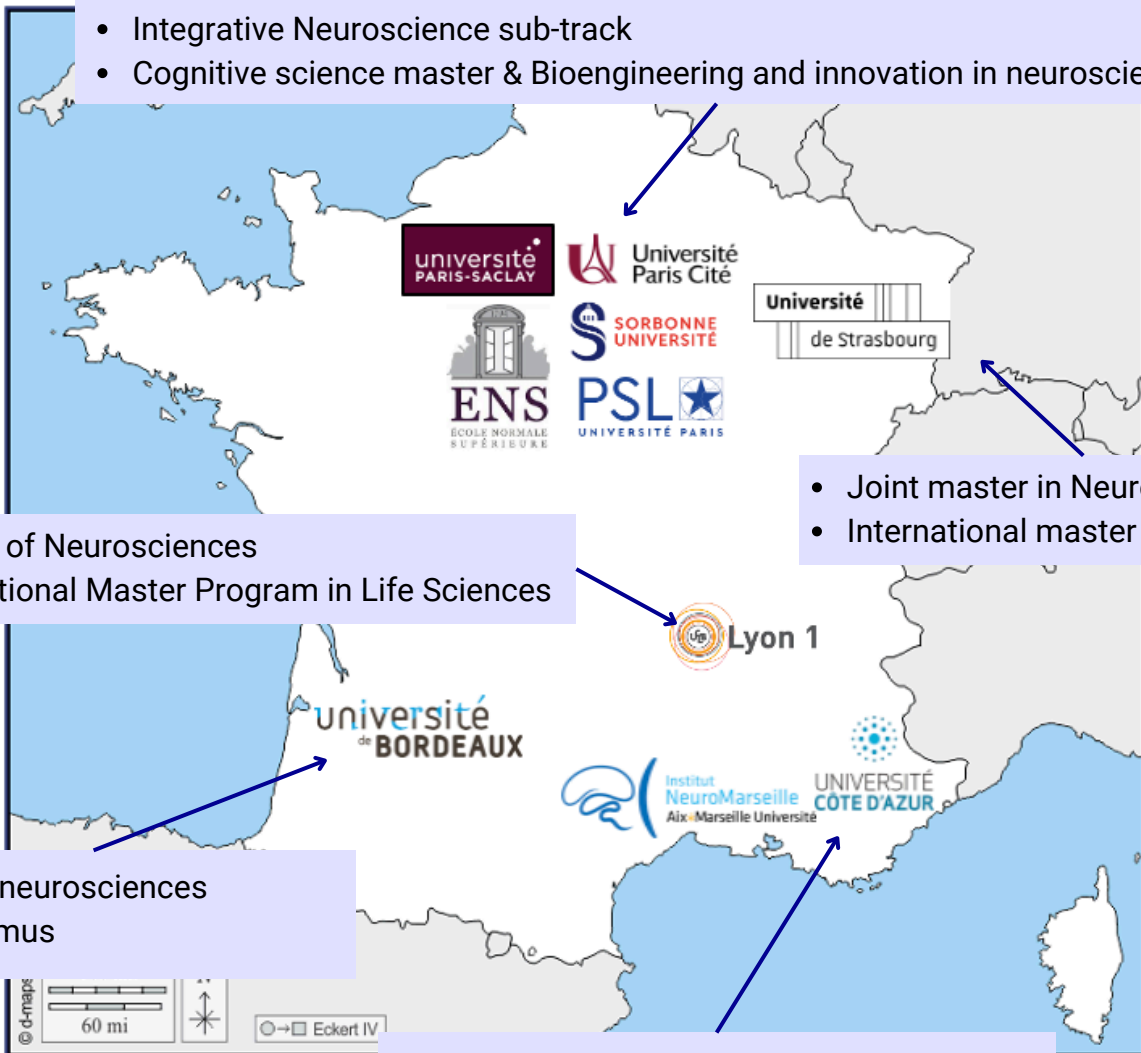 • Integrative Neuroscience sub-track
• Cognitive science master & Bioengineering and innovation in neuroscie
université
PARIS-SACLAY
Université
Paris Cité
SORBONNE
UNIVERSITÉ
ENS
ÉCOLE NORMALE
SUPÉRIEURE
PSL
UNIVERSITÉ PARIS
Université
de Strasbourg
• Joint master in Neuro
• International master
of Neurosciences
tional Master Program in Life Sciences
Lyon 1
université
de BORDEAUX
Institut
NeuroMarseille
Aix-Marseille Université
UNIVERSITÉ
CÔTE D'AZUR
neurosciences
mus
© d-maps
60 mi
N
Eckert IV